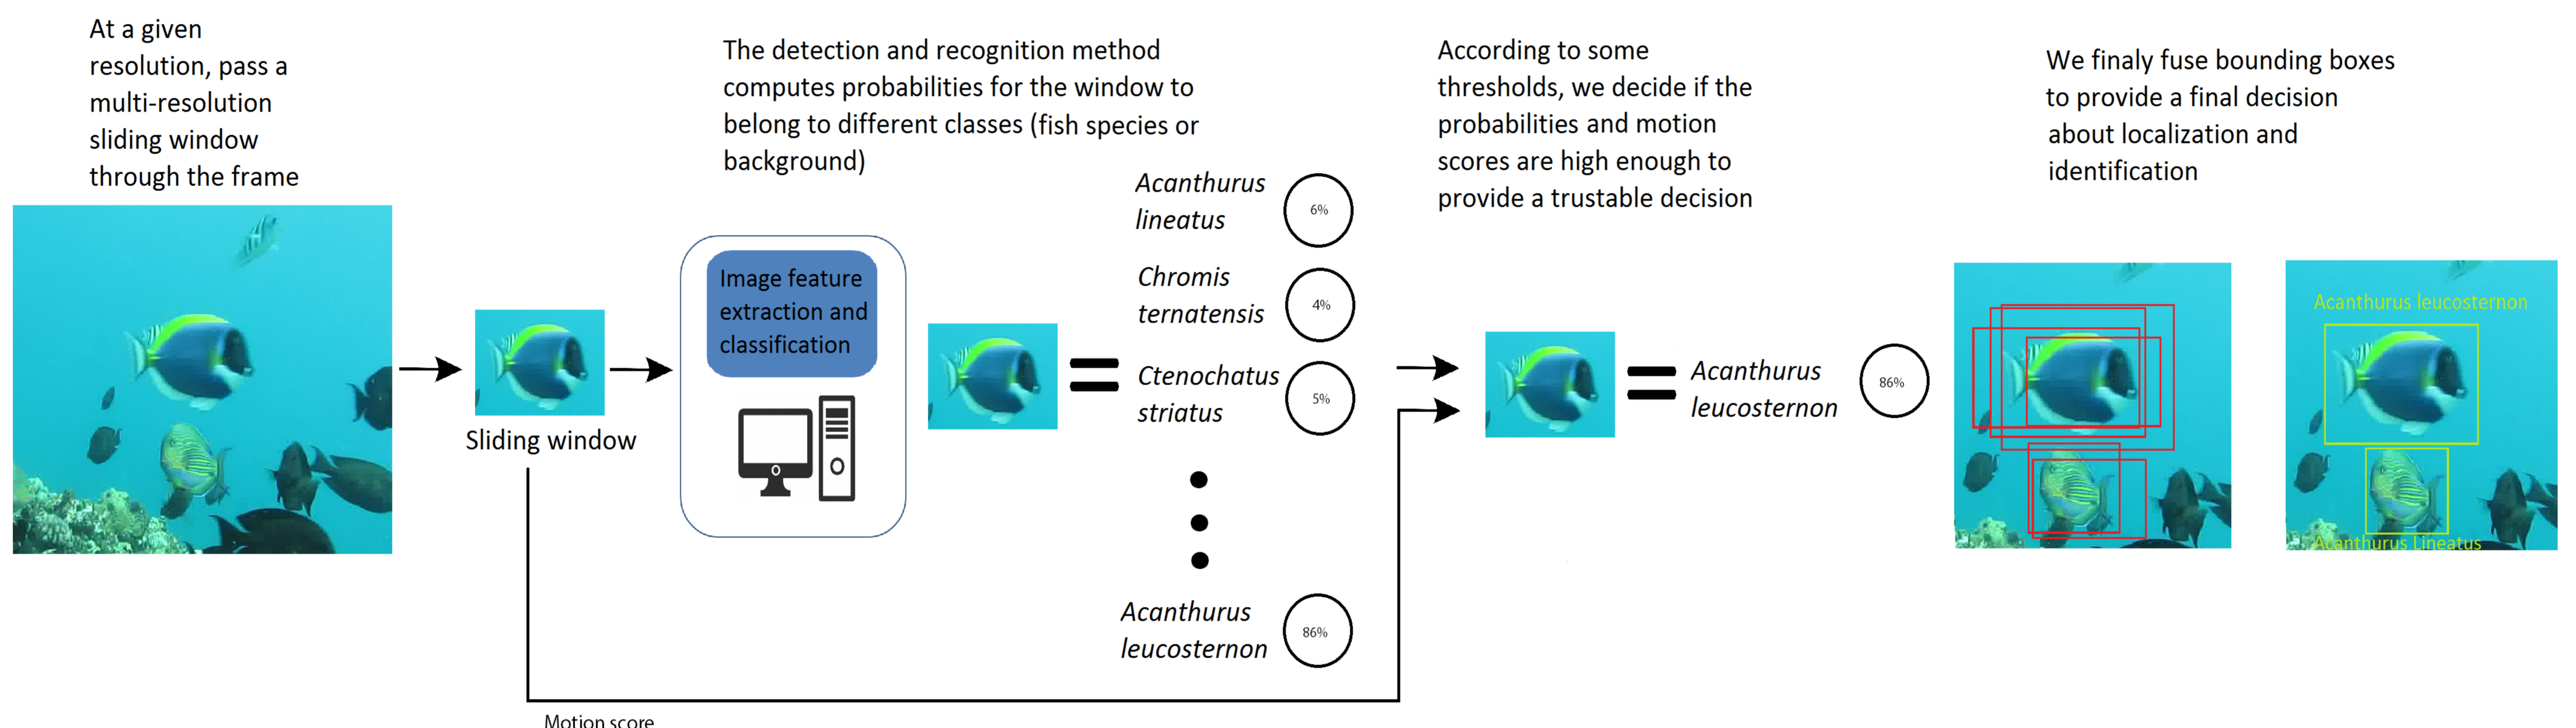 At a given
resolution, pass a
multi-resolution
sliding window
through the frame
Sliding window
Motion score
The detection and recognition method
computes probabilities for the window to
belong to different classes (fish species or
background)
Image feature
extraction and
classification
Acanthurus
lineatus
6%
Chromis
ternatensis
4%
Ctenochatus
striatus
5%
Acanthurus
leucosternon
86%
According to some
thresholds, we decide if the
probabilities and motion
scores are high enough to
provide a trustable decision
Acanthurus
leucosternon
86%
We finaly fuse bounding boxes
to provide a final decision
about localization and
identification
Acanthurus leucosternon
Acanthurus Lineatus